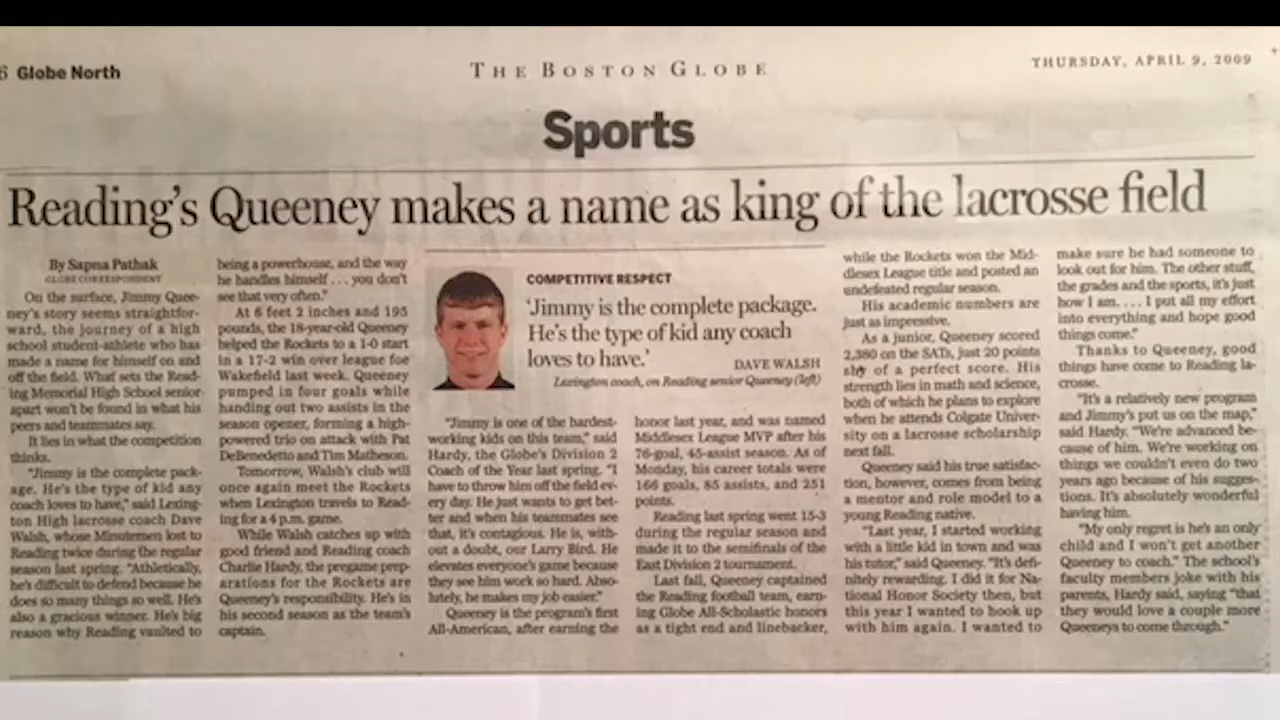 6 Globe North
THE BOSTON GLOBE
THURSDAY, APRIL 9, 2009
Sports
Reading's Queeney makes a name as king of the lacrosse field
By Sapna Pathak
GLOBE CORRESPONDENT
On the surface, Jimmy Quee-
ney's story seems straightfor-
ward, the journey of a high
school student-athlete who has
made a name for himself on and
off the field. What sets the Read-
ing Memorial High School senior
apart won't be found in what his
peers and teammates say.
It lies in what the competition
thinks.
"Jimmy is the complete pack-
age. He's the type of kid any
coach loves to have," said Lexing-
ton High lacrosse coach Dave
Walsh, whose Minutemen lost to
Reading twice during the regular
season last spring. "Athletically,
he's difficult to defend because he
does so many things so well. He's
also a gracious winner. He's big
reason why Reading vaulted to
being a powerhouse, and the way
he handles himself . . . you don't
see that very often."
At 6 feet 2 inches and 195
pounds, the 18-year-old Queeney
helped the Rockets to a 1-0 start
in a 17-2 win over league foe
Wakefield last week. Queeney
pumped in four goals while
handing out two assists in the
season opener, forming a high-
powered trio on attack with Pat
DeBenedetto and Tim Matheson.
Tomorrow, Walsh's club will
once again meet the Rockets
when Lexington travels to Read-
ing for a 4 p.m. game.
While Walsh catches up with
good friend and Reading coach
Charlie Hardy, the pregame prep-
arations for the Rockets are
Queeney's responsibility. He's in
his second season as the team's
captain.
COMPETITIVE RESPECT
'Jimmy is the complete package.
He's the type of kid any coach
loves to have.'
DAVE WALSH
Lexington coach, on Reading senior Queeney (left)
"Jimmy is one of the hardest-
working kids on this team," said
Hardy, the Globe's Division 2
Coach of the Year last spring. "I
have to throw him off the field ev-
ery day. He just wants to get bet-
ter and when his teammates see
that, it's contagious. He is, with-
out a doubt, our Larry Bird. He
elevates everyone's game because
they see him work so hard. Abso-
lutely, he makes my job easier."
Queeney is the program's first
All-American, after earning the
honor last year, and was named
Middlesex League MVP after his
76-goal, 45-assist season. As of
Monday, his career totals were
166 goals, 85 assists, and 251
points.
Reading last spring went 15-3
during the regular season and
made it to the semifinals of the
East Division 2 tournament.
Last fall, Queeney captained
the Reading football team, earn-
ing Globe All-Scholastic honors
as a tight end and linebacker,
while the Rockets won the Mid-
dlesex League title and posted an
undefeated regular season.
His academic numbers are
just as impressive.
As a junior, Queeney scored
2,380 on the SATs, just 20 points
shy of a perfect score. His
strength lies in math and science,
both of which he plans to explore
when he attends Colgate Univer-
sity on a lacrosse scholarship
next fall.
Queeney said his true satisfac-
tion, however, comes from being
a mentor and role model to a
young Reading native.
"Last year, I started working
with a little kid in town and was
his tutor," said Queeney. "It's defi-
nitely rewarding. I did it for Na-
tional Honor Society then, but
this year I wanted to hook up
with him again. I wanted to
make sure he had someone to
look out for him. The other stuff,
the grades and the sports, it's just
how I am. . . . I put all my effort
into everything and hope good
things come."
Thanks to Queeney, good
things have come to Reading la-
crosse.
"It's a relatively new program
and Jimmy's put us on the map,"
said Hardy. "We're advanced be-
cause of him. We're working on
things we couldn't even do two
years ago because of his sugges-
tions. It's absolutely wonderful
having him.
"My only regret is he's an only
child and I won't get another
Queeney to coach." The school's
faculty members joke with his
parents, Hardy said, saying "that
they would love a couple more
Queeneys to come through."